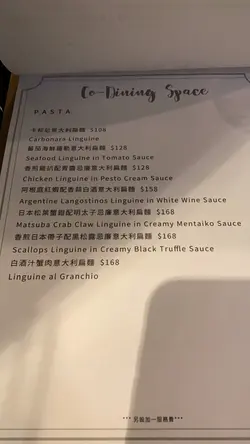 Co-Dining Space
PASTA
卡邦尼意大利扁麵 $108
Carbonara Linguine
蕃茄海鮮意大利扁麵 $128
Seafood Linguine in Tomato Sauce
香煎雞配青醬忌廉意大利扁麵 $128
Chicken Linguine in Pesto Cream Sauce
阿根廷紅蝦配香蒜白酒意大利扁麵 $158
Argentine Langostinos Linguine in White Wine Sauce
日本松葉蟹鉗配明太子忌廉意大利扁麵 $168
Matsuba Crab Claw Linguine in Creamy Mentaiko Sauce
香煎日本帶子配黑松露忌廉意大利扁麵 $168
Scallops Linguine in Creamy Black Truffle Sauce
白酒汁蟹肉意大利扁麵 $168
Linguine al Granchio
*** 另設加一服務費***